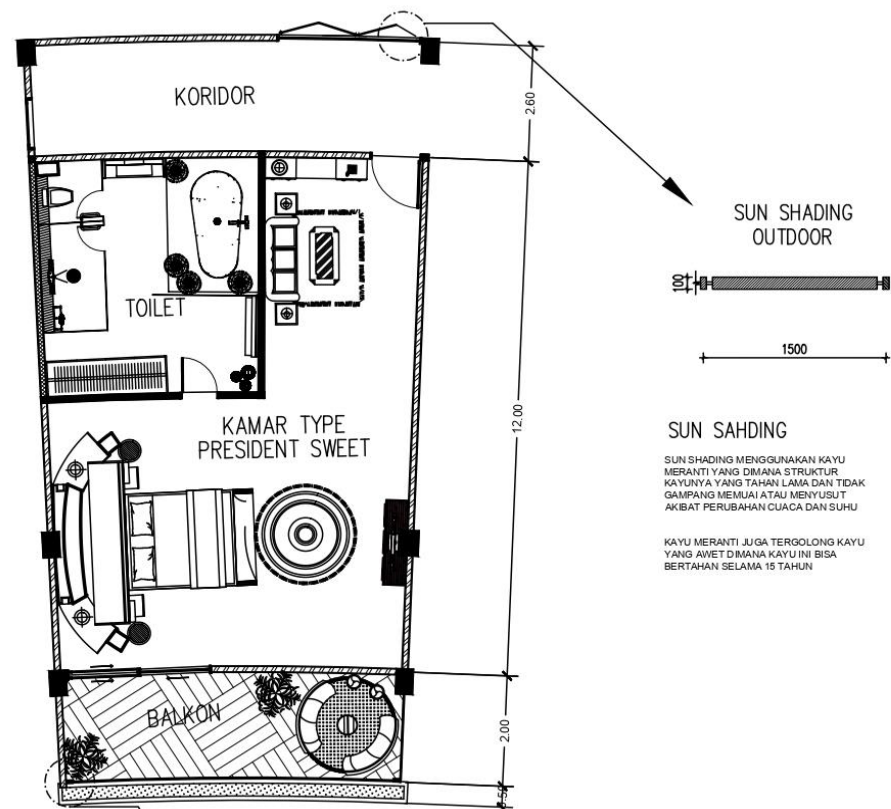 KORIDOR
2.60
TOILET
KAMAR TYPE
PRESIDENT SWEET
12.00
BALKON
2.00
SUN SHADING
OUTDOOR
100
1500
SUN SAHDING
SUN SHADING MENGGUNAKAN KAYU
MERANTI YANG DIMANA STRUKTUR
KAYUNYA YANG TAHAN LAMA DAN TIDAK
GAMPANG MEMUAI ATAU MENYUSUT
AKIBAT PERUBAHAN CUACA DAN SUHU
KAYU MERANTI JUGA TERGOLONG KAYU
YANG AWET DIMANA KAYU INI BISA
BERTAHAN SELAMA 15 TAHUN